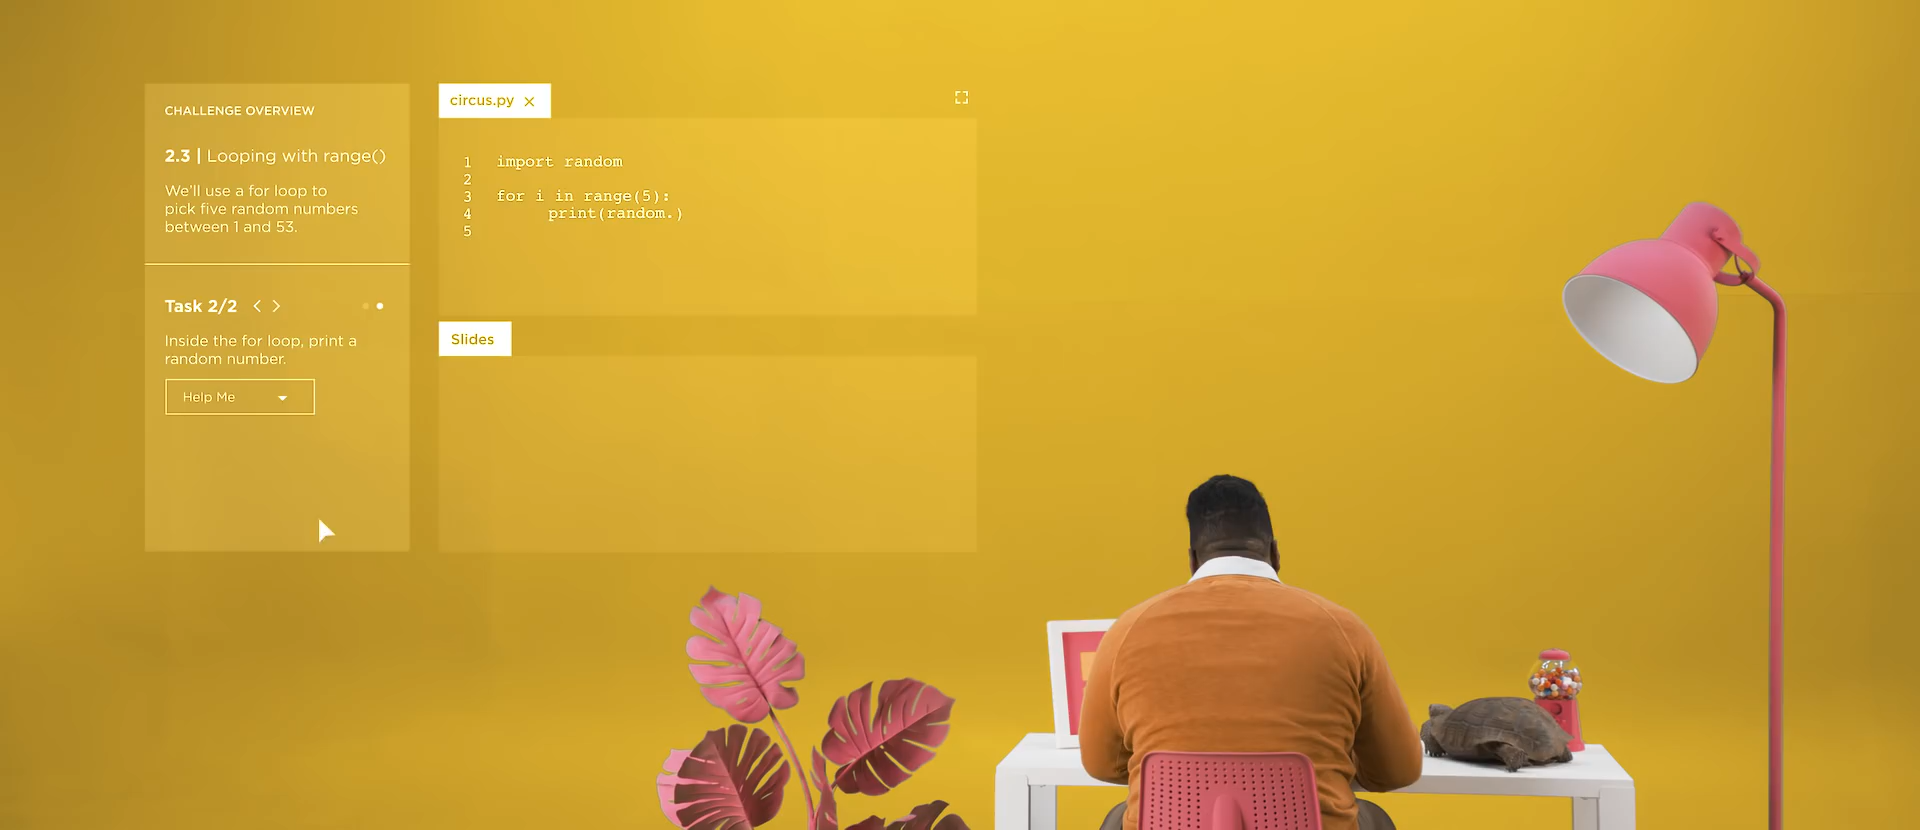 CHALLENGE OVERVIEW
2.3 | Looping with range()
We'll use a for loop to
pick five random numbers
between 1 and 53.
Task 2/2 < >
Inside the for loop, print a
random number.
Help Me
circus.py ×
1 import random
2
3 for i in range(5):
4 print(random.)
5
Slides